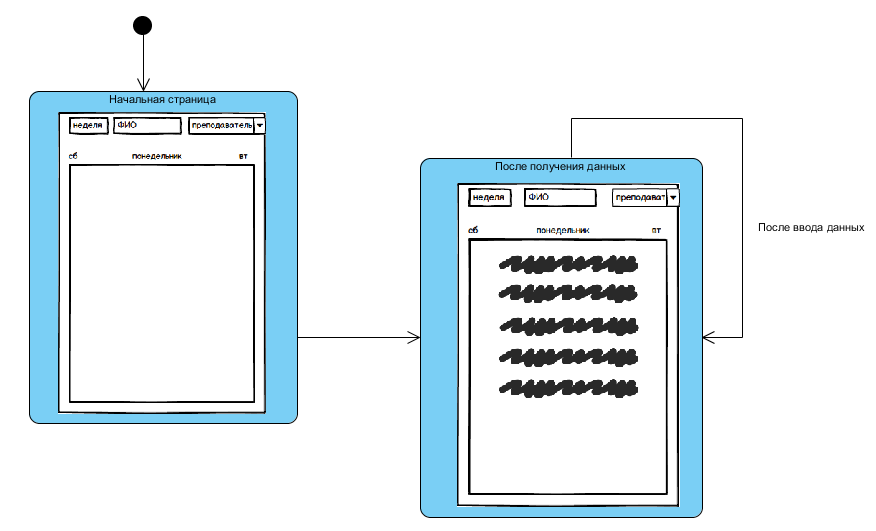 Начальная страница
неделя ФИО преподаватель
сб понедельник вт
После получения данных
неделя ФИО преподават
сб понедельник вт
После ввода данных